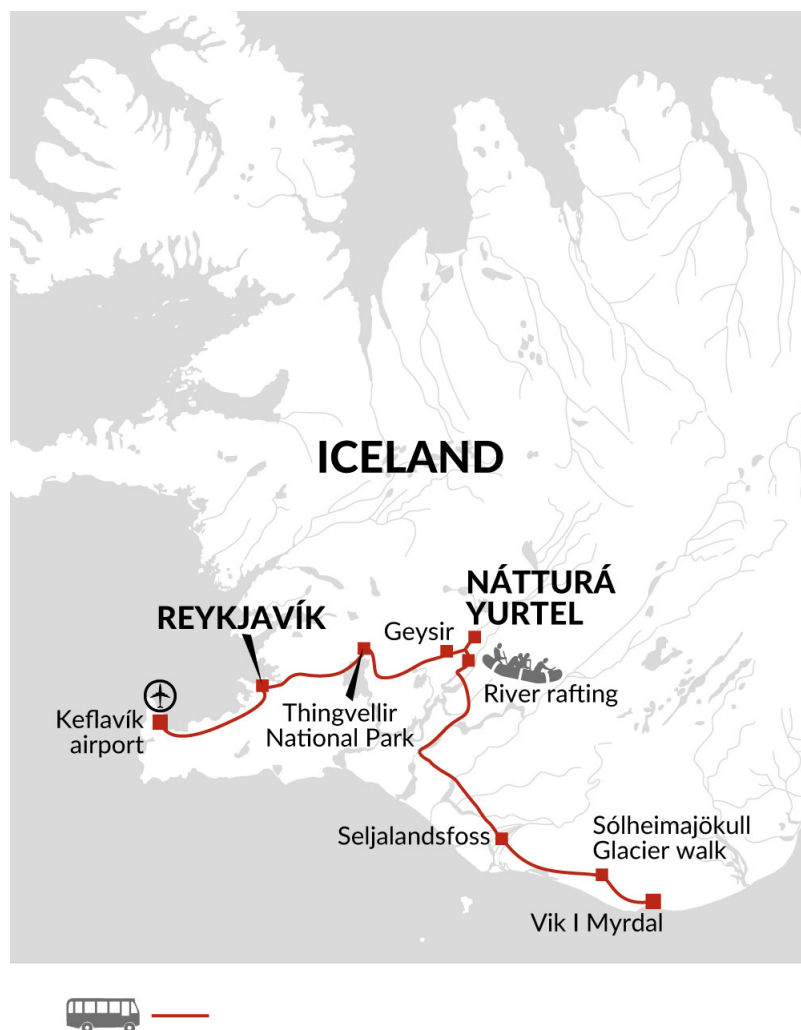 ICELAND
NÁTTURÁ
YURTEL
REYKJAVÍK
Geysir
River rafting
Thingvellir
National Park
Keflavík
airport
Seljalandsfoss
Sólheimajökull
Glacier walk
Vik I Myrdal